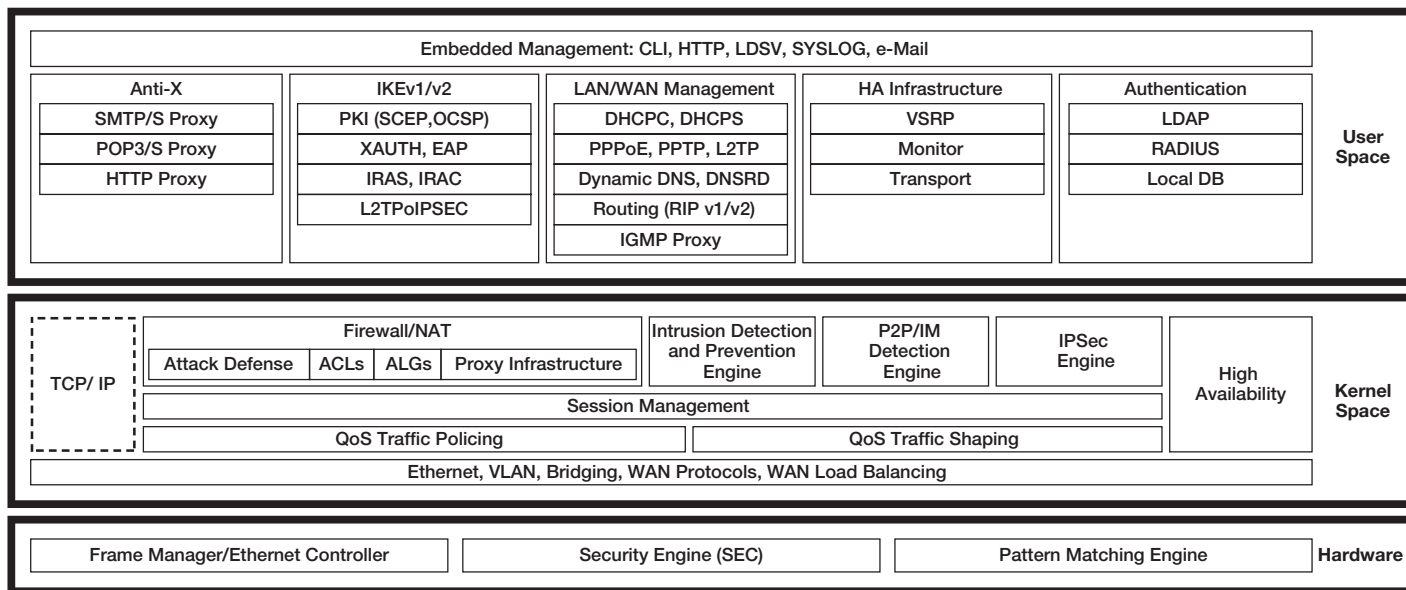 Embedded Management: CLI, HTTP, LDSV, SYSLOG, e-Mail
Anti-X
SMTP/S Proxy
POP3/S Proxy
HTTP Proxy
IKEv1/v2
PKI (SCEP,OCSP)
XAUTH, EAP
IRAS, IRAC
L2TPoIPSEC
LAN/WAN Management
DHCPC, DHCPS
PPPoE, PPTP, L2TP
Dynamic DNS, DNSRD
Routing (RIP v1/v2)
IGMP Proxy
HA Infrastructure
VSRP
Monitor
Transport
Authentication
LDAP
RADIUS
Local DB
User
Space
TCP/ IP
Firewall/NAT
Attack Defense
ACLs
ALGs
Proxy Infrastructure
Intrusion Detection
and Prevention
Engine
P2P/IM
Detection
Engine
IPSec
Engine
High
Availability
Session Management
QoS Traffic Policing
QoS Traffic Shaping
Ethernet, VLAN, Bridging, WAN Protocols, WAN Load Balancing
Kernel
Space
Frame Manager/Ethernet Controller
Security Engine (SEC)
Pattern Matching Engine
Hardware